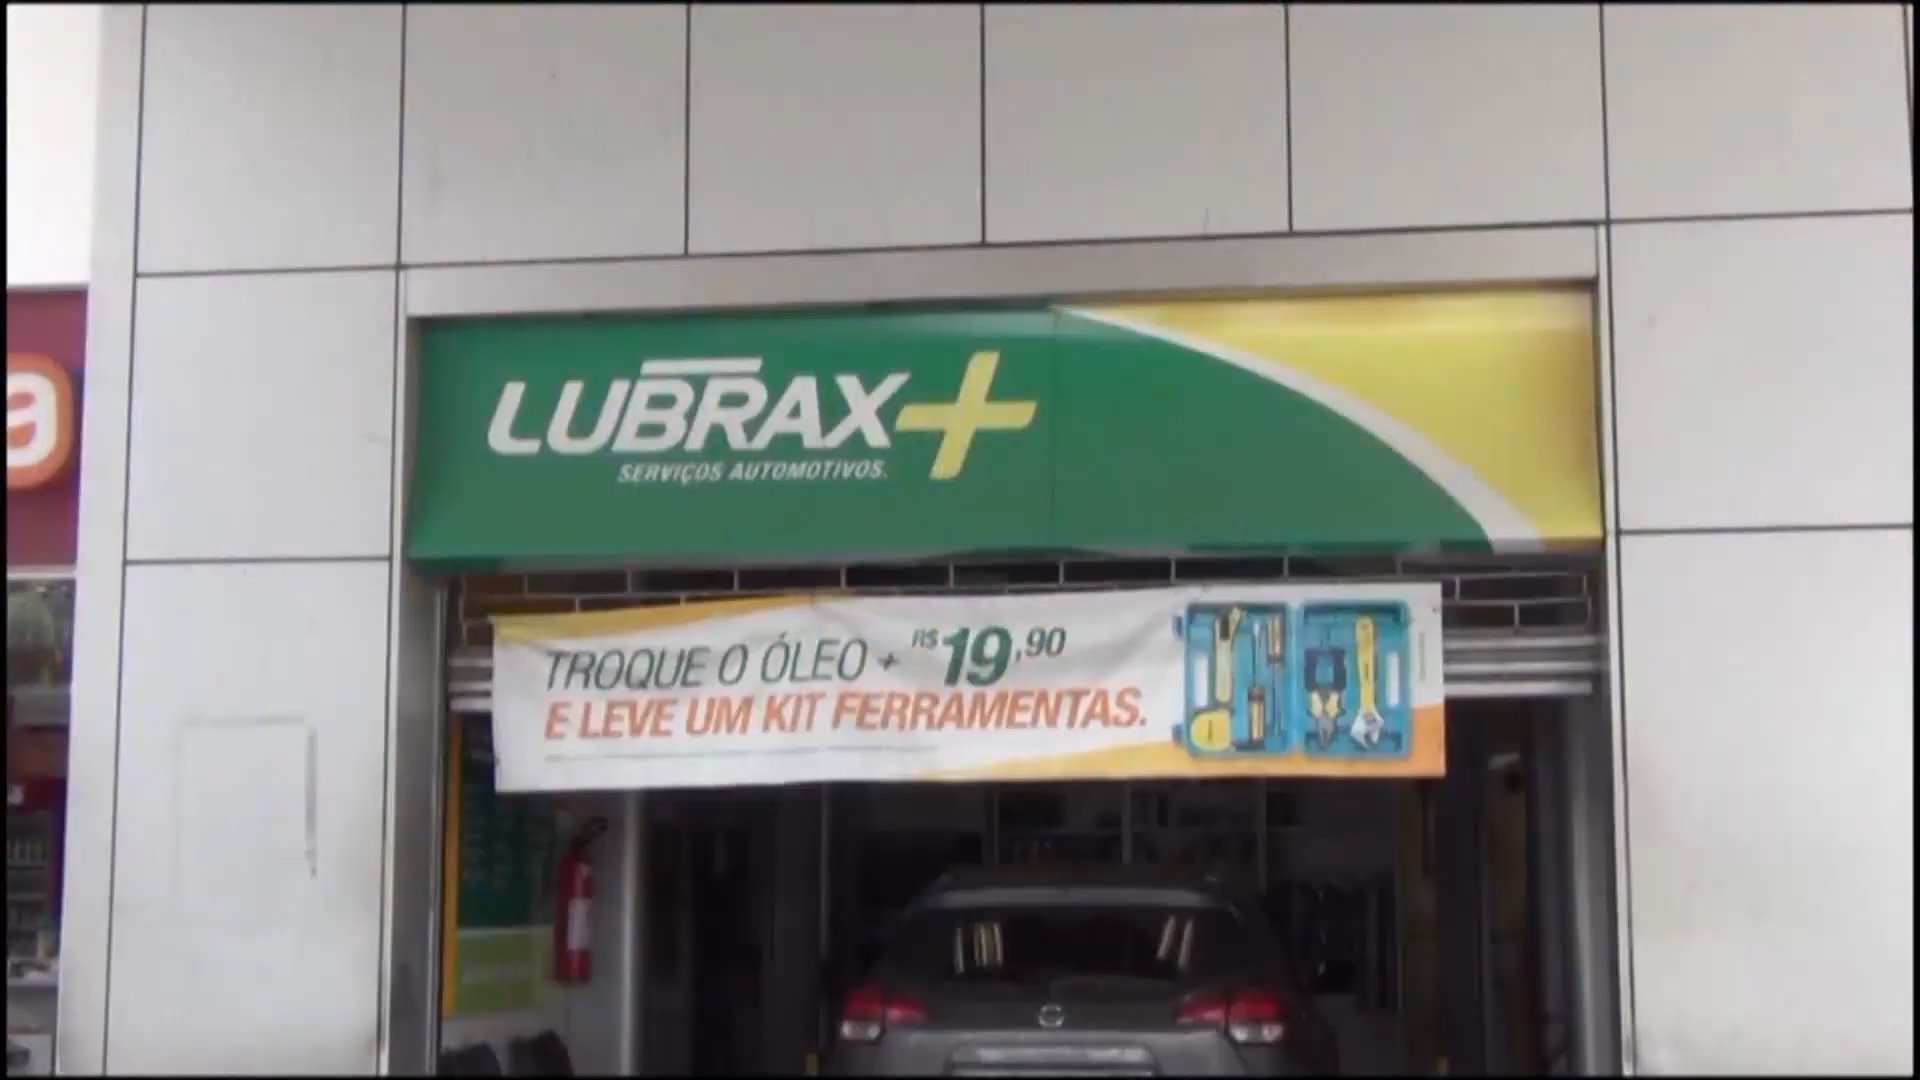 LUBRAX+
SERVIÇOS AUTOMOTIVOS.
TROQUE O ÓLEO + R$ 19,90
E LEVE UM KIT FERRAMENTAS.
a